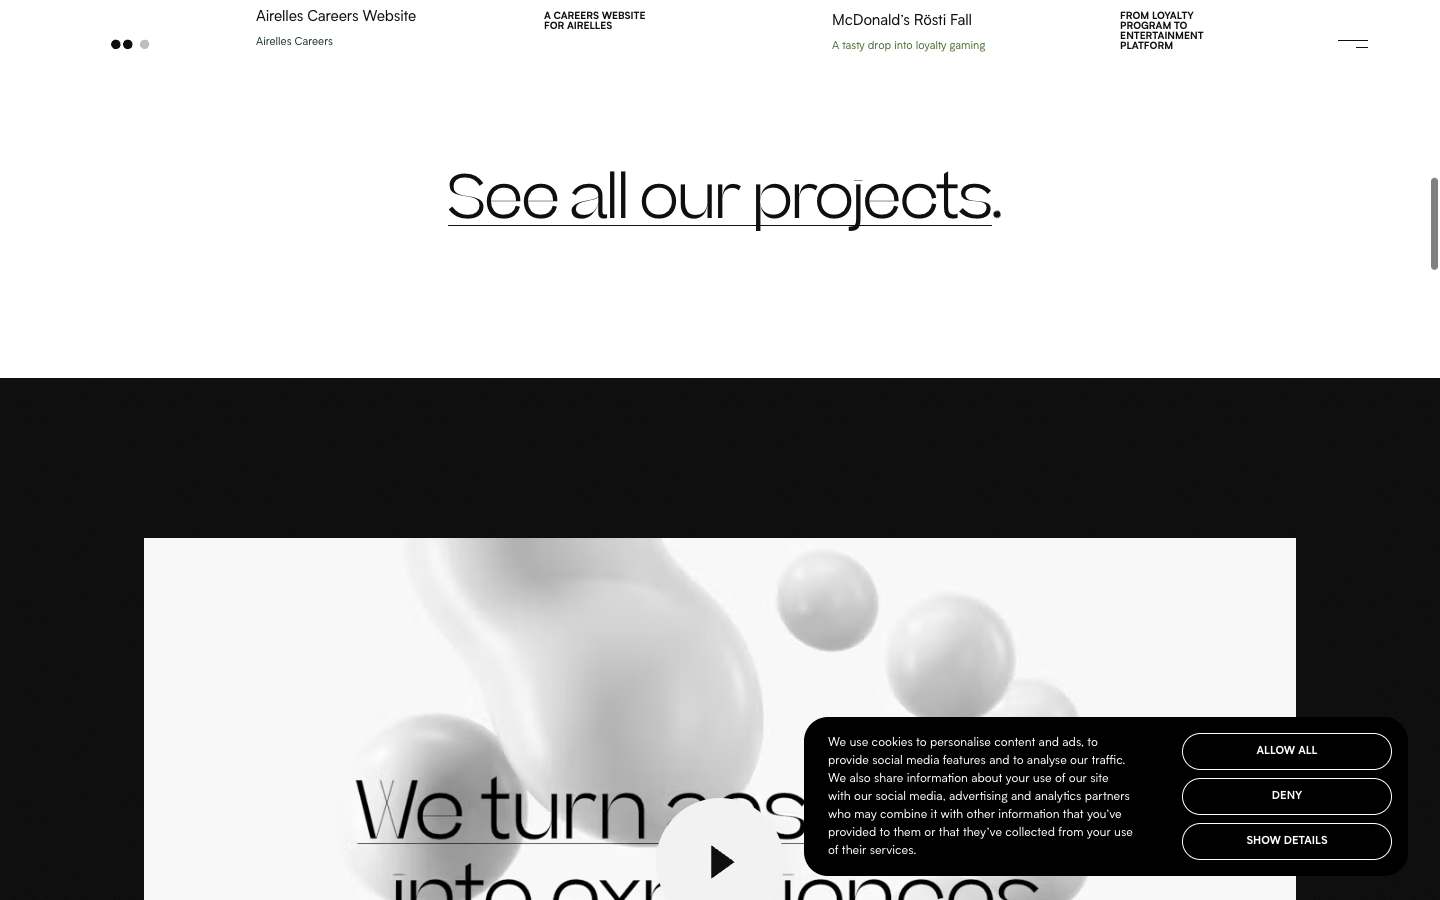 Airelles Careers Website
Airelles Careers
A CAREERS WEBSITE
FOR AIRELLES
McDonald's Rösti Fall
A tasty drop into loyalty gaming
FROM LOYALTY
PROGRAM TO
ENTERTAINMENT
PLATFORM
See all our projects.
We turn
into
We use cookies to personalise content and ads, to
provide social media features and to analyse our traffic.
We also share information about your use of our site
with our social media, advertising and analytics partners
who may combine it with other information that you've
provided to them or that they've collected from your use
of their services.
ALLOW ALL
DENY
SHOW DETAILS